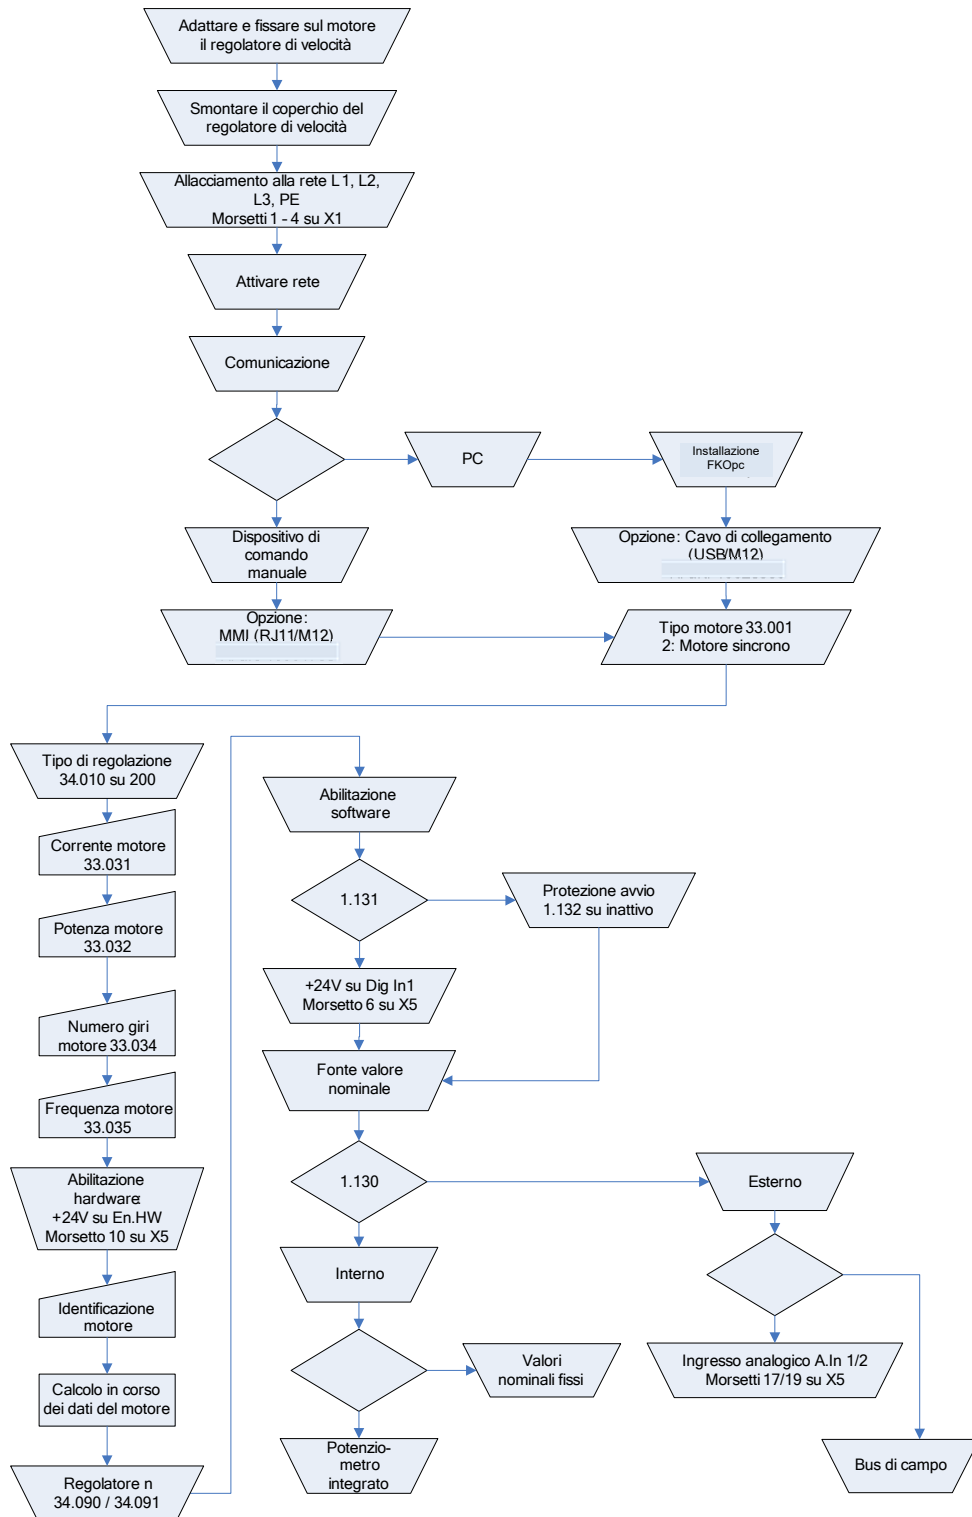 Adattare e fissare sul motore
il regolatore di velocità
Smontare il coperchio del
regolatore di velocità
Allacciamento alla rete L1, L2,
L3, PE
Morsetti 1 - 4 su X1
Attivare rete
Comunicazione
PC
Installazione
FKOpc
Dispositivo di
comando
manuale
Opzione: Cavo di collegamento
(USB/M12)
Opzione:
MMI (RJ11/M12)
Tipo motore 33.001
2: Motore sincrono
Tipo di regolazione
34.010 su 200
Corrente motore
33.031
Potenza motore
33.032
Numero giri
motore 33.034
Frequenza motore
33.035
Abilitazione
hardware:
+24V su En.HW
Morsetto 10 su X5
Identificazione
motore
Calcolo in corso
dei dati del motore
Regolatore n
34.090 / 34.091
Abilitazione
software
1.131
Protezione avvio
1.132 su inattivo
+24V su Dig In1
Morsetto 6 su X5
Fonte valore
nominale
1.130
Esterno
Interno
Valori
nominali fissi
Ingresso analogico A.In 1/2
Morsetti 17/19 su X5
Potenzio-
metro
integrato
Bus di campo